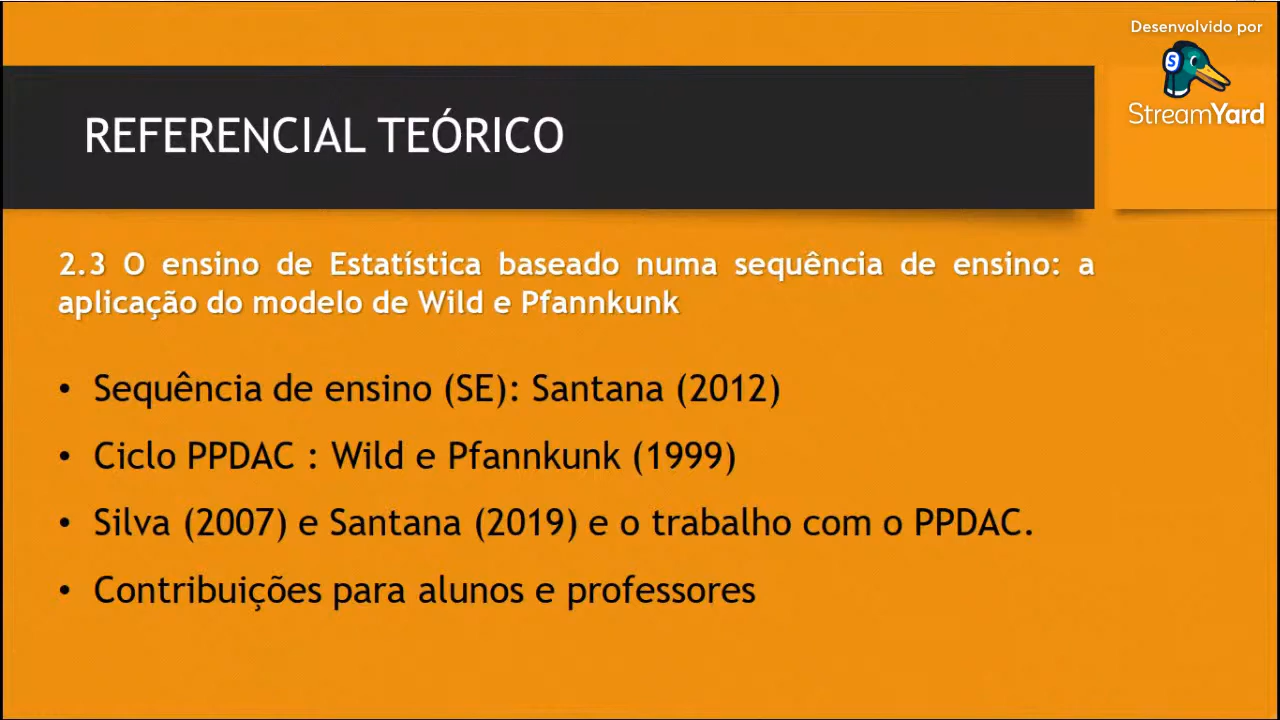 Desenvolvido por
StreamYard
REFERENCIAL TEÓRICO
2.3 O ensino de Estatística baseado numa sequência de ensino: a
aplicação do modelo de Wild e Pfannkunk
• Sequência de ensino (SE): Santana (2012)
• Ciclo PPDAC : Wild e Pfannkunk (1999)
• Silva (2007) e Santana (2019) e o trabalho com o PPDAC.
• Contribuições para alunos e professores